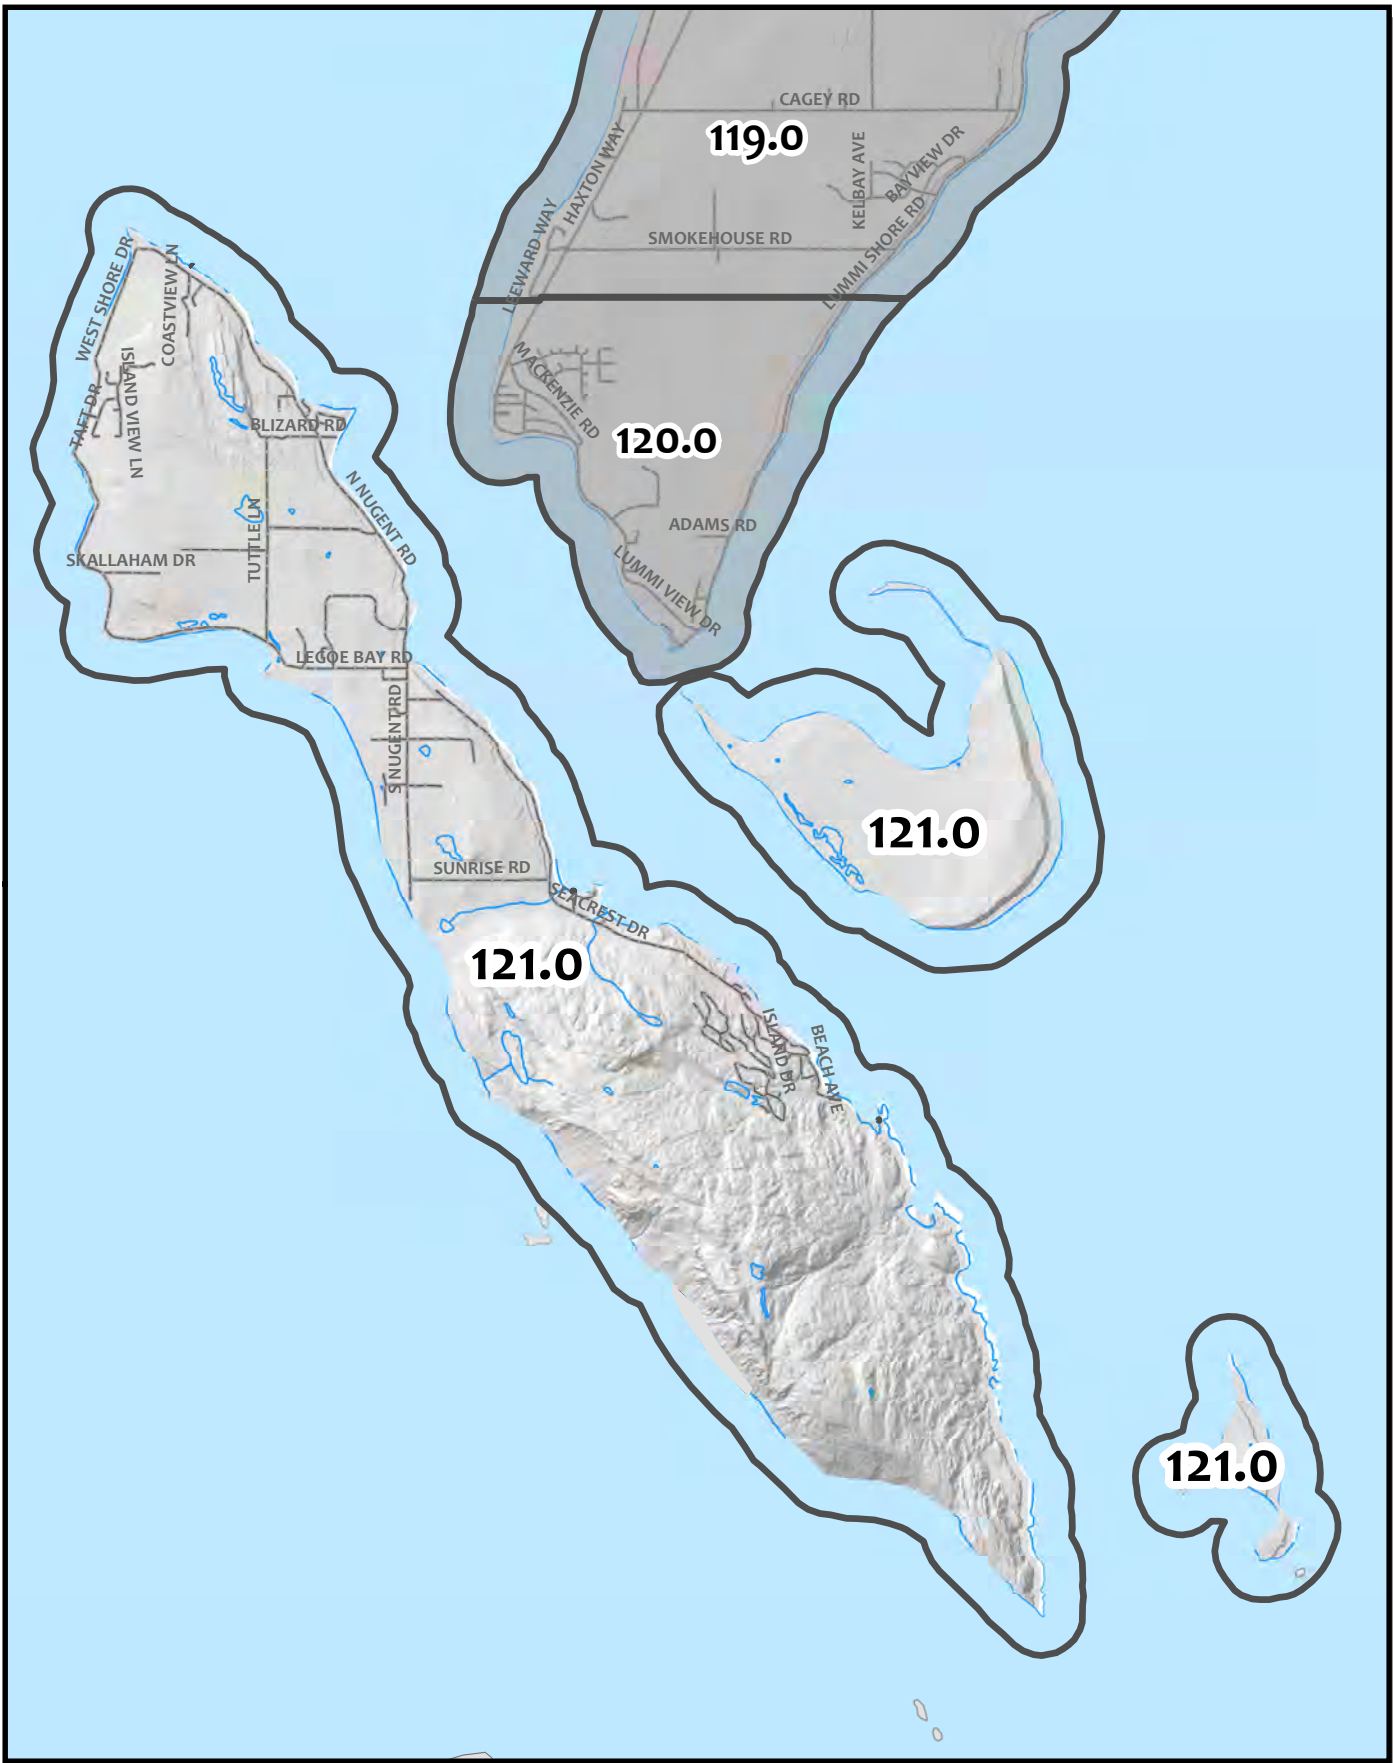 CAGEY RD
119.0
HAXTON WAY
KELBAY AVE
BAYVIEW DR
LEEWARD WAY
SMOKEHOUSE RD
LUMMI SHORE RD
WEST SHORE DR
COASTVIEW LN
ISLAND VIEW LN
TAFT DR
MACKENZIE RD
BLIZARD RD
120.0
N NUGENT RD
TUTTLE LN
ADAMS RD
SKALLAHAM DR
LUMMI VIEW DR
LEGOE BAY RD
S NUGENT RD
121.0
SUNRISE RD
SEACREST DR
121.0
ISLAND DR
BEACH AVE
121.0